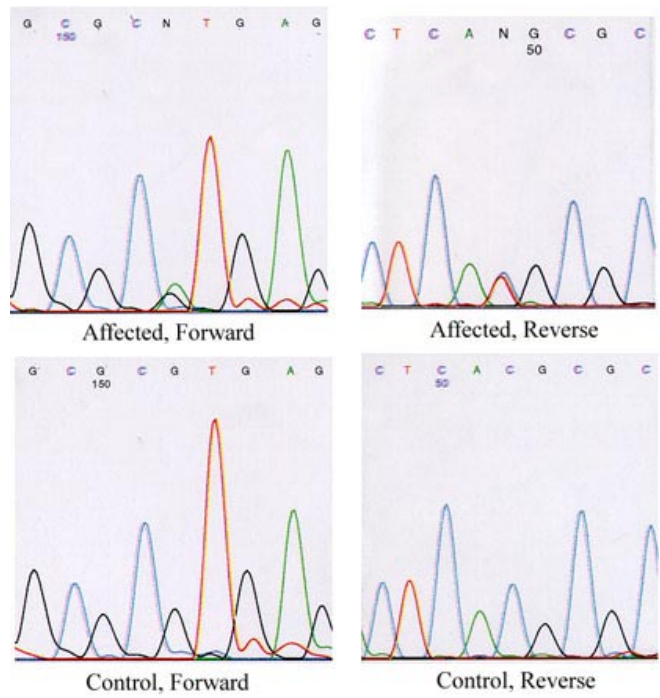 G C G C N T G A G
150
Affected, Forward
C T C A N G C G C
50
Affected, Reverse
G C G C G T G A G
150
Control, Forward
C T C A C G C G C
50
Control, Reverse